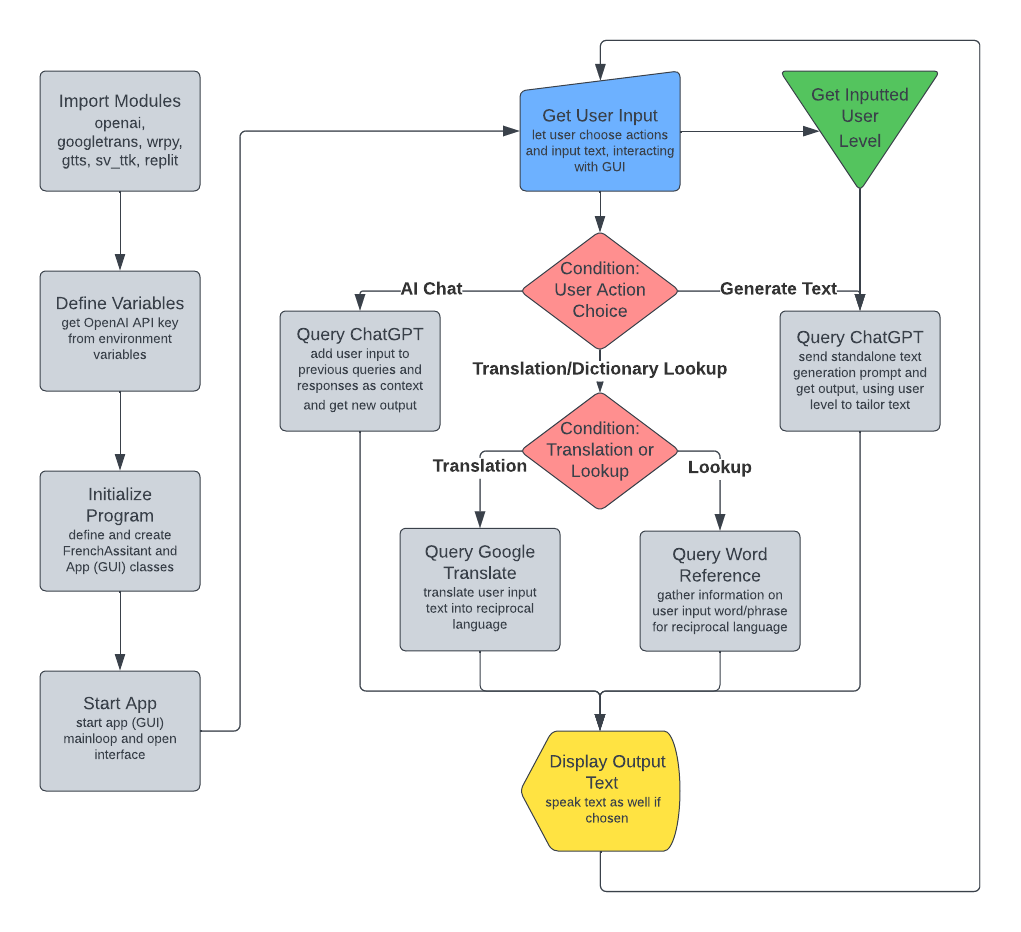 Import Modules
openai,
googletrans, wrpy,
gtts, sv_ttk, replit
Define Variables
get OpenAI API key
from environment
variables
Initialize
Program
define and create
FrenchAssitant and
App (GUI) classes
Start App
start app (GUI)
mainloop and open
interface
Get User Input
let user choose actions
and input text, interacting
with GUI
Get Inputted
User
Level
Condition:
User Action
Choice
AI Chat
Generate Text
Translation/Dictionary Lookup
Query ChatGPT
add user input to
previous queries and
responses as context
and get new output
Query ChatGPT
send standalone text
generation prompt and
get output, using user
level to tailor text
Condition:
Translation or
Lookup
Translation
Lookup
Query Google
Translate
translate user input
text into reciprocal
language
Query Word
Reference
gather information on
user input word/phrase
for reciprocal language
Display Output
Text
speak text as well if
chosen